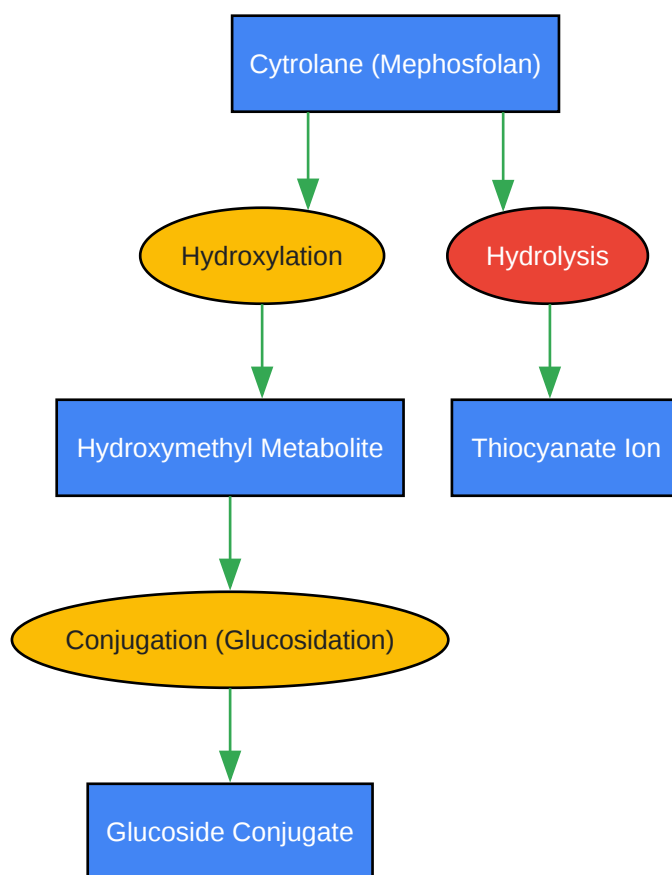 Cytrolane (Mephosfolan)
Hydroxylation
Hydrolysis
Hydroxymethyl Metabolite
Thiocyanate Ion
Conjugation (Glucosidation)
Glucoside Conjugate